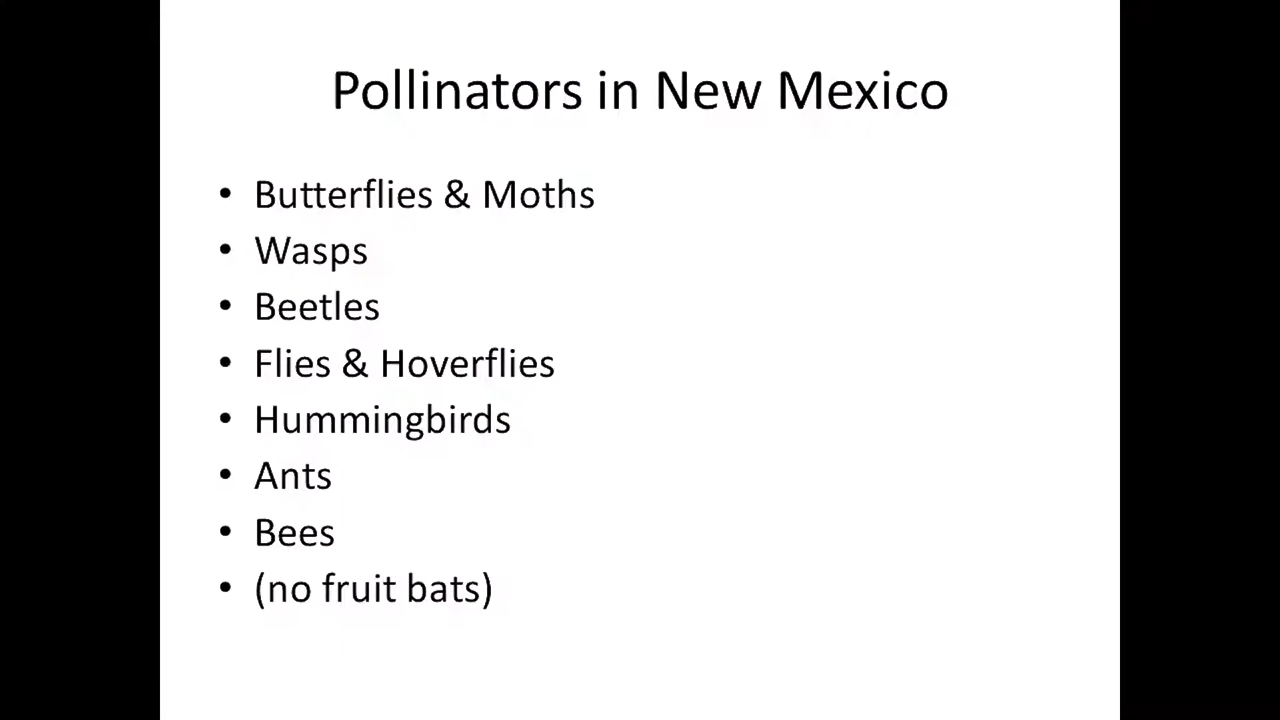 Pollinators in New Mexico
• Butterflies & Moths
• Wasps
• Beetles
• Flies & Hoverflies
• Hummingbirds
• Ants
• Bees
• (no fruit bats)